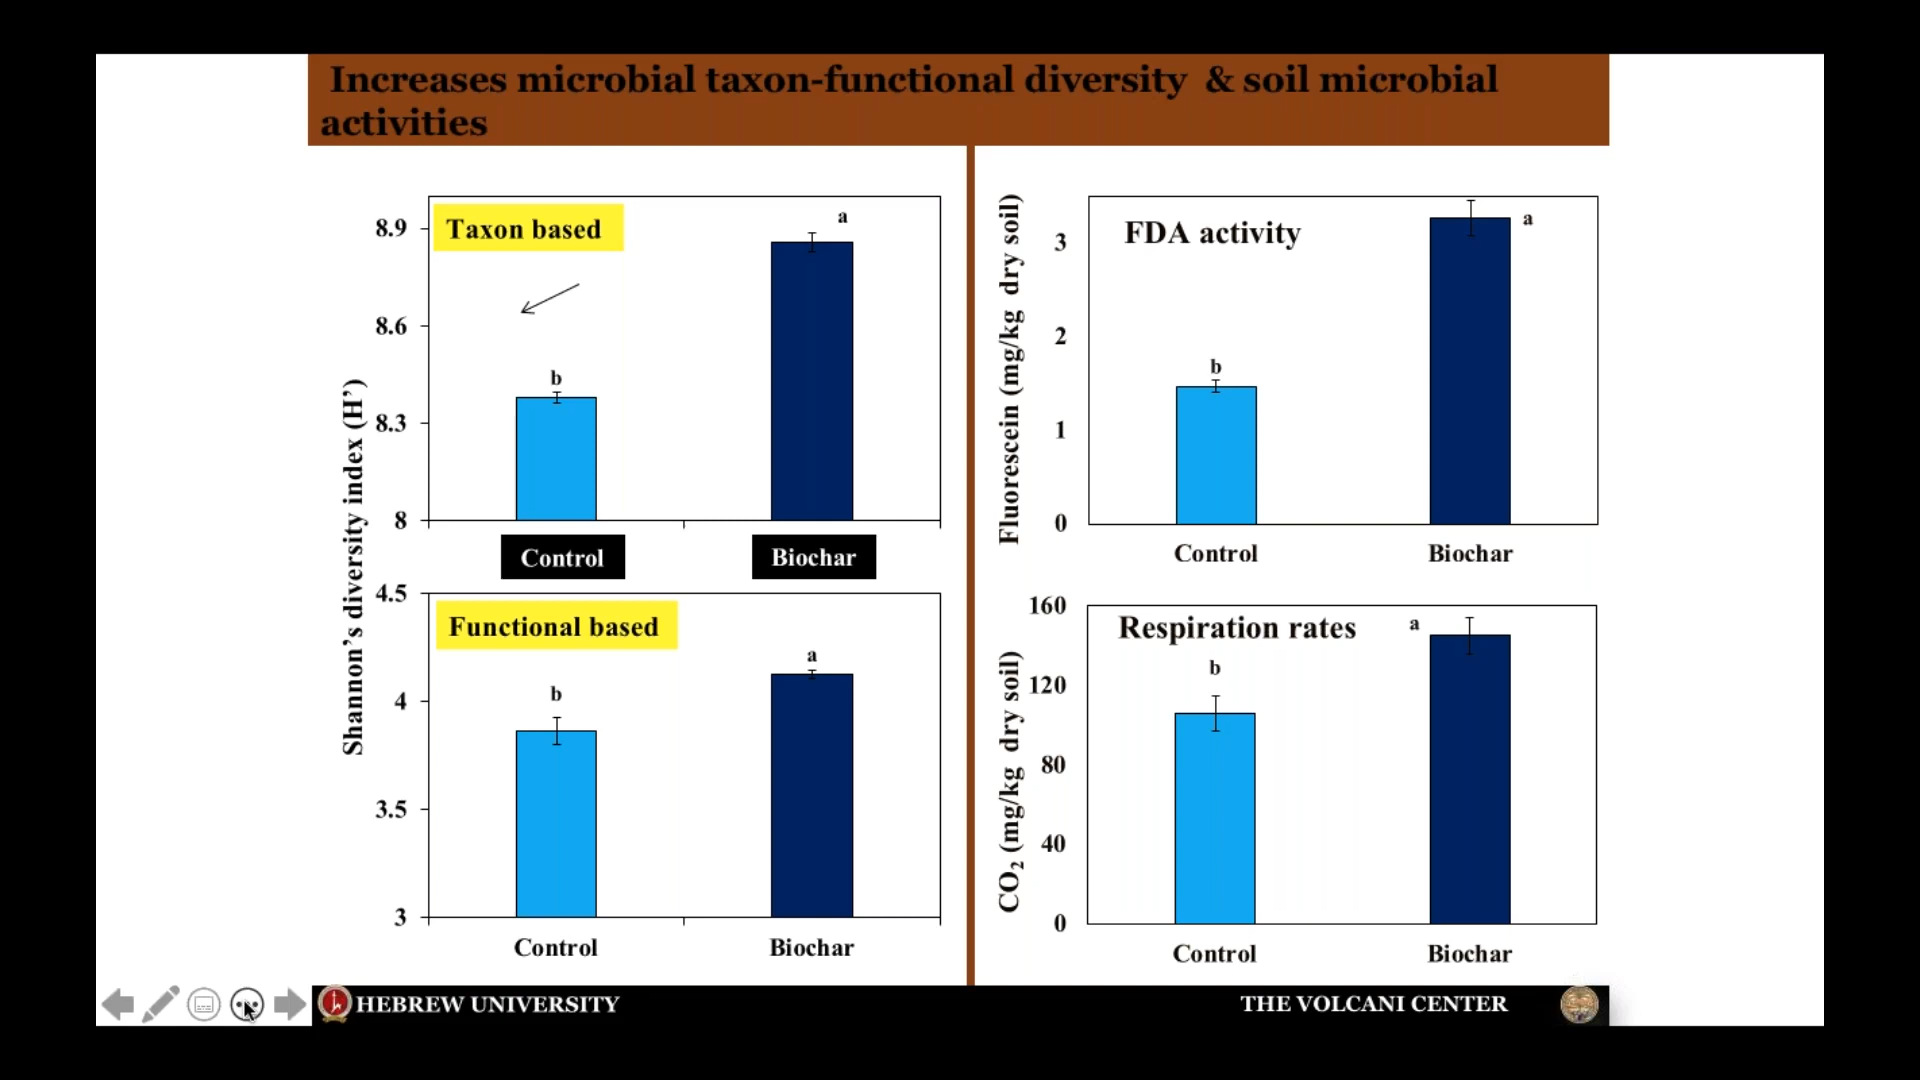 Increases microbial taxon-functional diversity & soil microbial
activities
Shannon’s diversity index (H’)
Taxon based
8.9
8.6
8.3
8
a
b
Control
Biochar
Functional based
4.5
4
3.5
3
a
b
Control
Biochar
Fluorescein (mg/kg dry soil)
FDA activity
3
2
1
0
a
b
Control
Biochar
CO₂ (mg/kg dry soil)
Respiration rates
160
120
80
40
0
a
b
Control
Biochar
HEBREW UNIVERSITY
THE VOLCANI CENTER